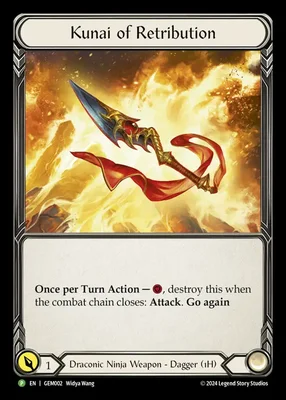 Kunai of Retribution
Once per Turn Action — , destroy this when
the combat chain closes: Attack. Go again
1
Draconic Ninja Weapon - Dagger (1H)
P EN | GEM002 Widya Wang
© 2024 Legend Story Studios